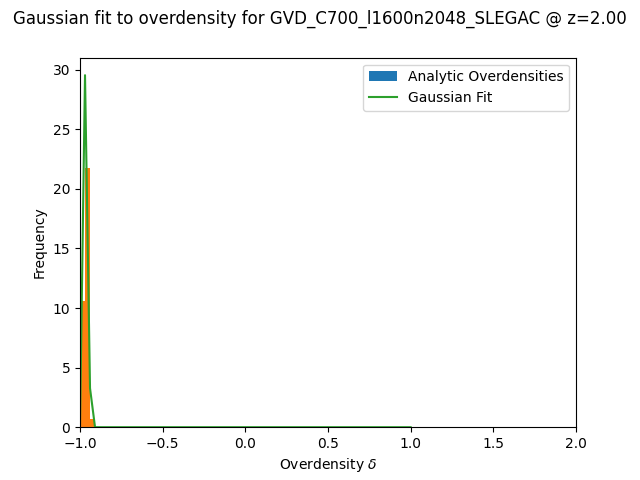 Gaussian fit to overdensity for GVD_C700_l1600n2048_SLEGAC @ z=2.00
Analytic Overdensities
Gaussian Fit
Frequency
30
25
20
15
10
5
0
−1.0 −0.5 0.0 0.5 1.0 1.5 2.0
Overdensity δ